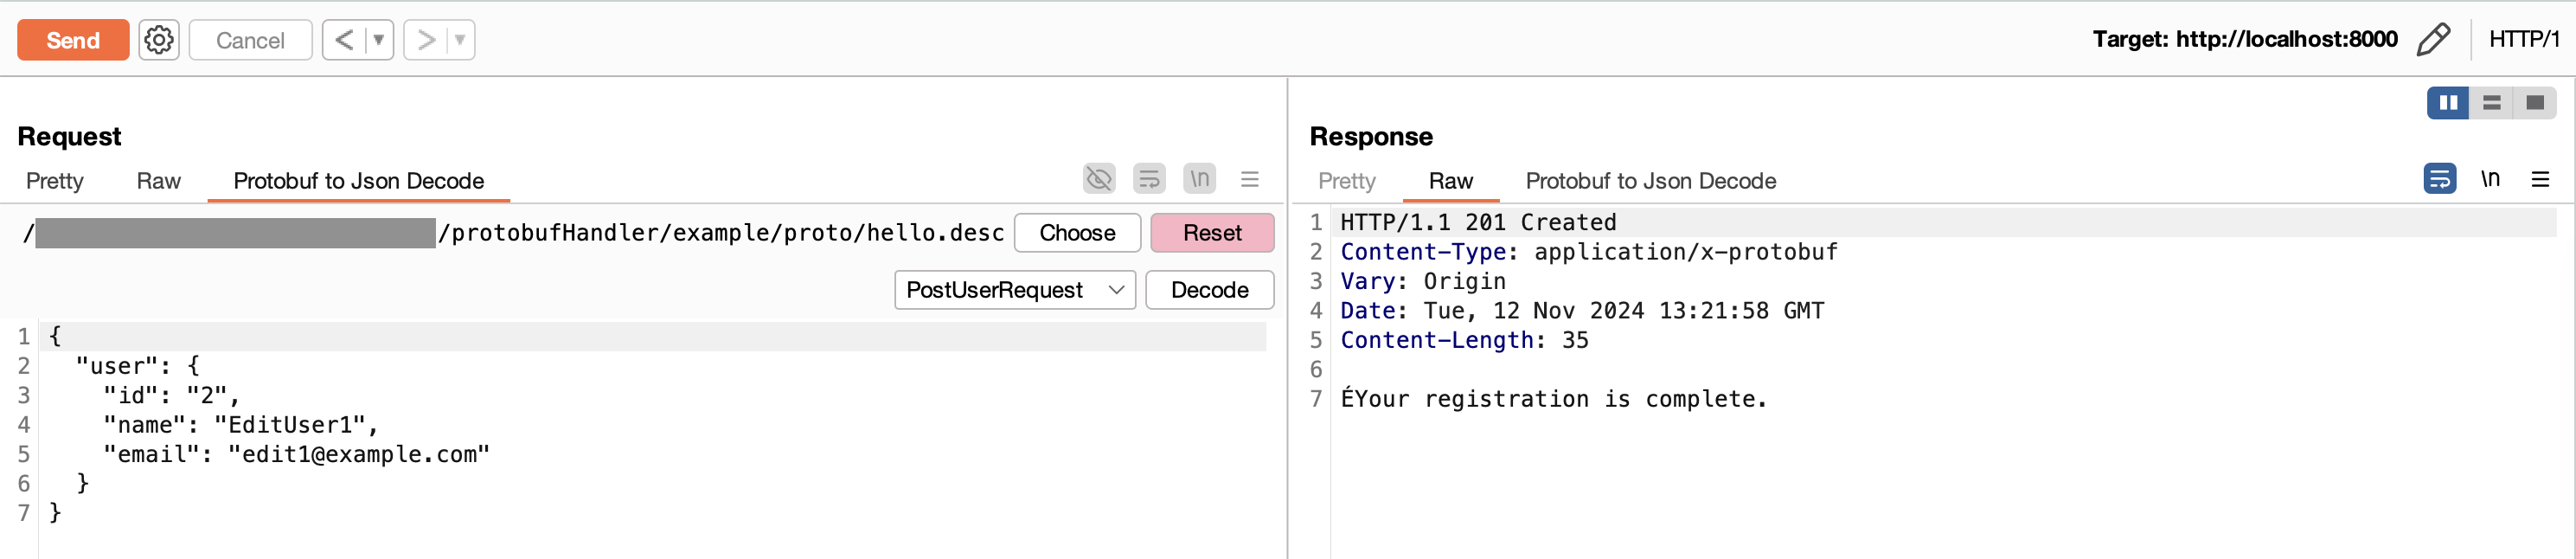 Send Cancel < > Target: http://localhost:8000 HTTP/1
Request
Pretty Raw Protobuf to Json Decode \n
/ /protobufHandler/example/proto/hello.desc Choose Reset
PostUserRequest Decode
1 {
2 "user": {
3 "id": "2",
4 "name": "EditUser1",
5 "email": "edit1@example.com"
6 }
7 }
Response
Pretty Raw Protobuf to Json Decode \n
1 HTTP/1.1 201 Created
2 Content-Type: application/x-protobuf
3 Vary: Origin
4 Date: Tue, 12 Nov 2024 13:21:58 GMT
5 Content-Length: 35
6
7 ÉYour registration is complete.